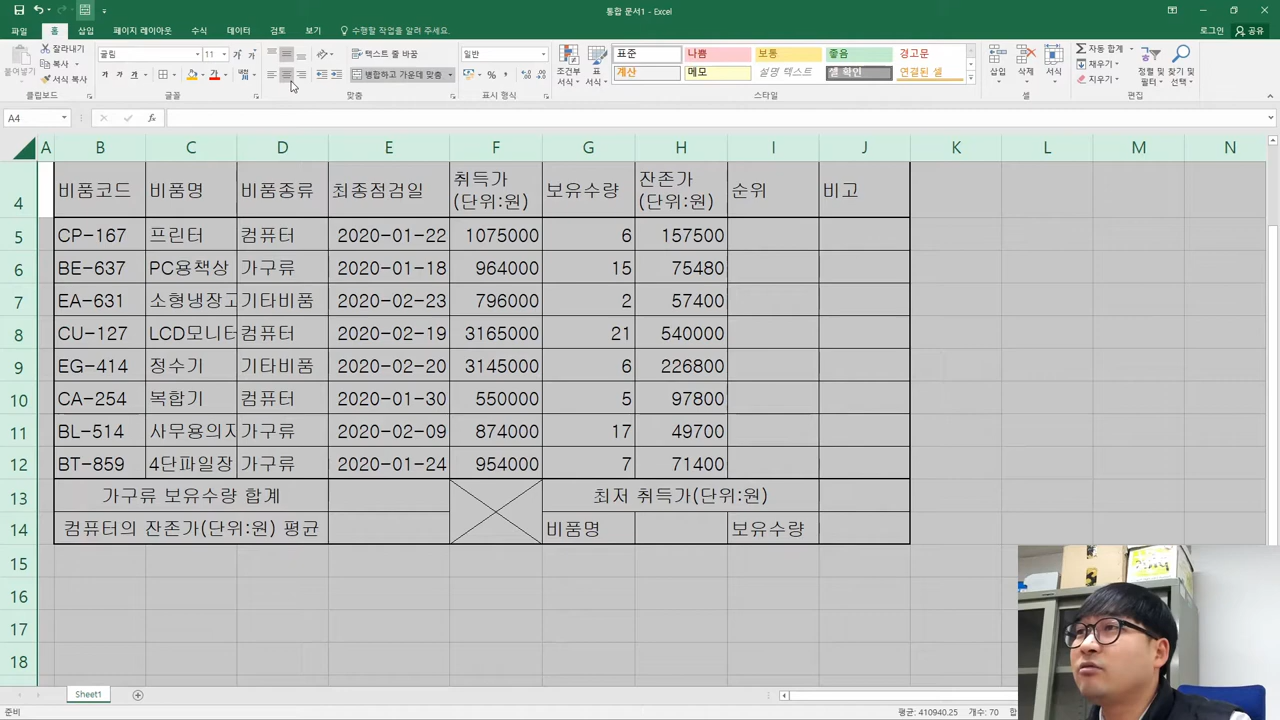 통합 문서1 - Excel
로그인 공유
파일 홈 삽입 페이지 레이아웃 수식 데이터 검토 보기 수행할 작업을 알려 주세요.
잘라내기
복사
서식 복사
붙여넣기
굴림 11
가 가 가
텍스트 줄 바꿈
병합하고 가운데 맞춤
일반
조건부 서식
표 서식
표준 나쁨 보통 좋음 경고문
계산 메모 설명 텍스트 셀 확인 연결된 셀
삽입 삭제 서식
자동 합계
채우기
지우기
정렬 및 필터
찾기 및 선택
클립보드 글꼴 맞춤 표시 형식 스타일 셀 편집
A4 fx
A B C D E F G H I J K L M N
4 비품코드 비품명 비품종류 최종점검일 취득가 (단위:원) 보유수량 잔존가 (단위:원) 순위 비고
5 CP-167 프린터 컴퓨터 2020-01-22 1075000 6 157500
6 BE-637 PC용책상 가구류 2020-01-18 964000 15 75480
7 EA-631 소형냉장고 기타비품 2020-02-23 796000 2 57400
8 CU-127 LCD모니터 컴퓨터 2020-02-19 3165000 21 540000
9 EG-414 정수기 기타비품 2020-02-20 3145000 6 226800
10 CA-254 복합기 컴퓨터 2020-01-30 550000 5 97800
11 BL-514 사무용의자 가구류 2020-02-09 874000 17 49700
12 BT-859 4단파일장 가구류 2020-01-24 954000 7 71400
13 가구류 보유수량 합계 최저 취득가(단위:원)
14 컴퓨터의 잔존가(단위:원) 평균 비품명 보유수량
15
16
17
18
Sheet1
준비 평균: 410940.25 개수: 70